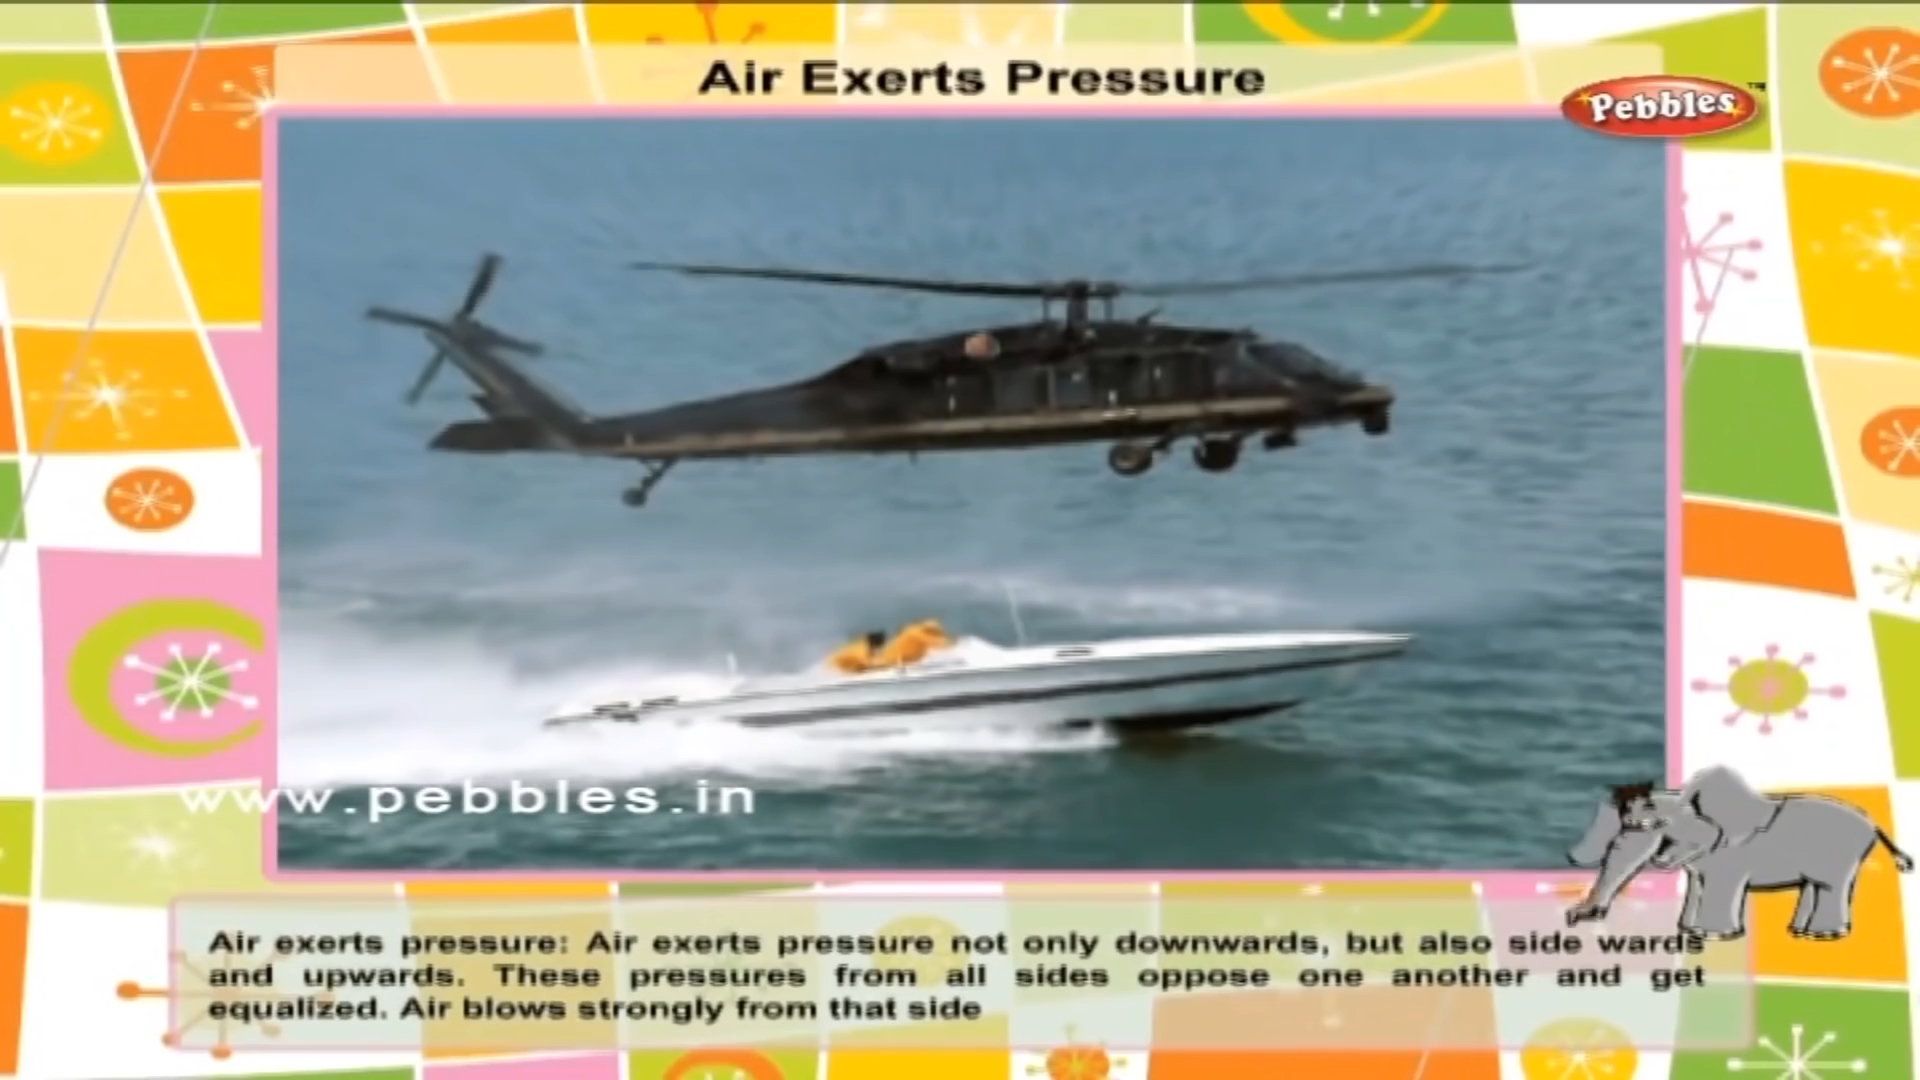 Air Exerts Pressure
Pebbles™
www.pebbles.in
Air exerts pressure: Air exerts pressure not only downwards, but also side wards
and upwards. These pressures from all sides oppose one another and get
equalized. Air blows strongly from that side